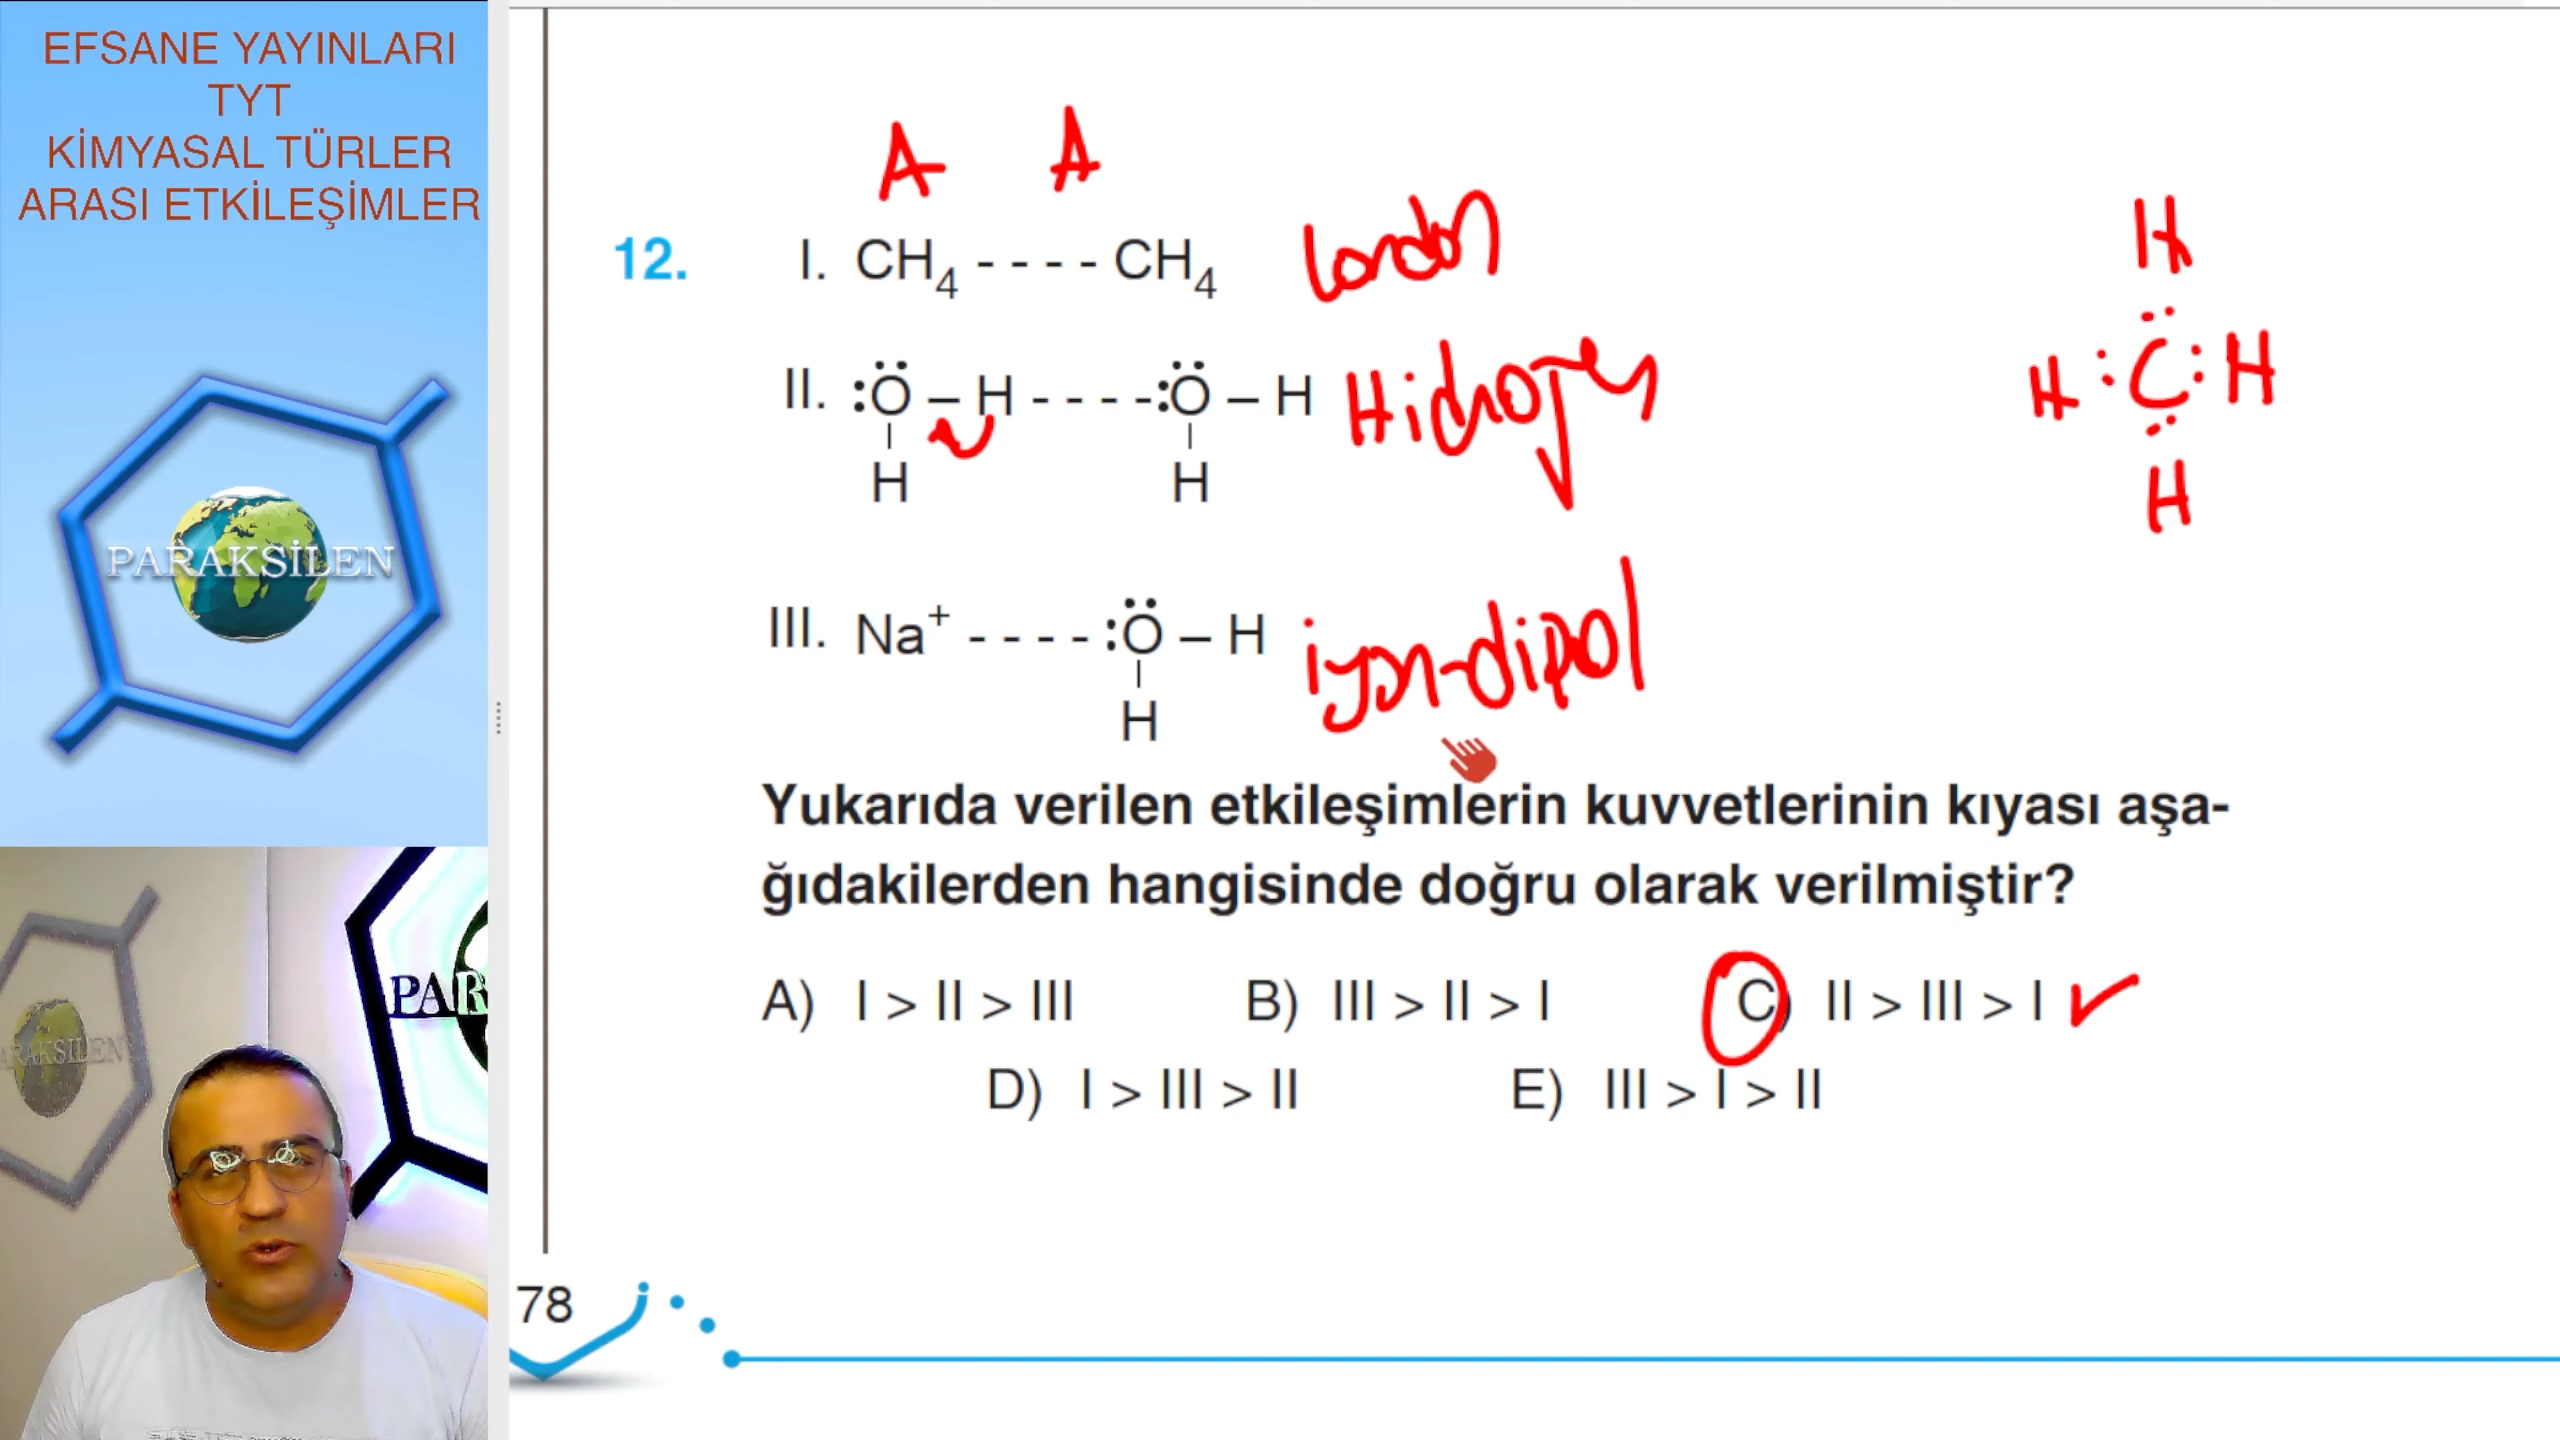 EFSANE YAYINLARI
TYT
KİMYASAL TÜRLER
ARASI ETKİLEŞİMLER
PARAKSİLEN
A A
12. I. CH4 - - - - CH4 London
II. :Ö – H - - - -:Ö – H Hidrojen
H H
III. Na+ - - - - :Ö – H iyon-dipol
H
H
H :C: H
H
Yukarıda verilen etkileşimlerin kuvvetlerinin kıyası aşa-
ğıdakilerden hangisinde doğru olarak verilmiştir?
A) I > II > III B) III > II > I C) II > III > I ✓
D) I > III > II E) III > I > II
78
PAR